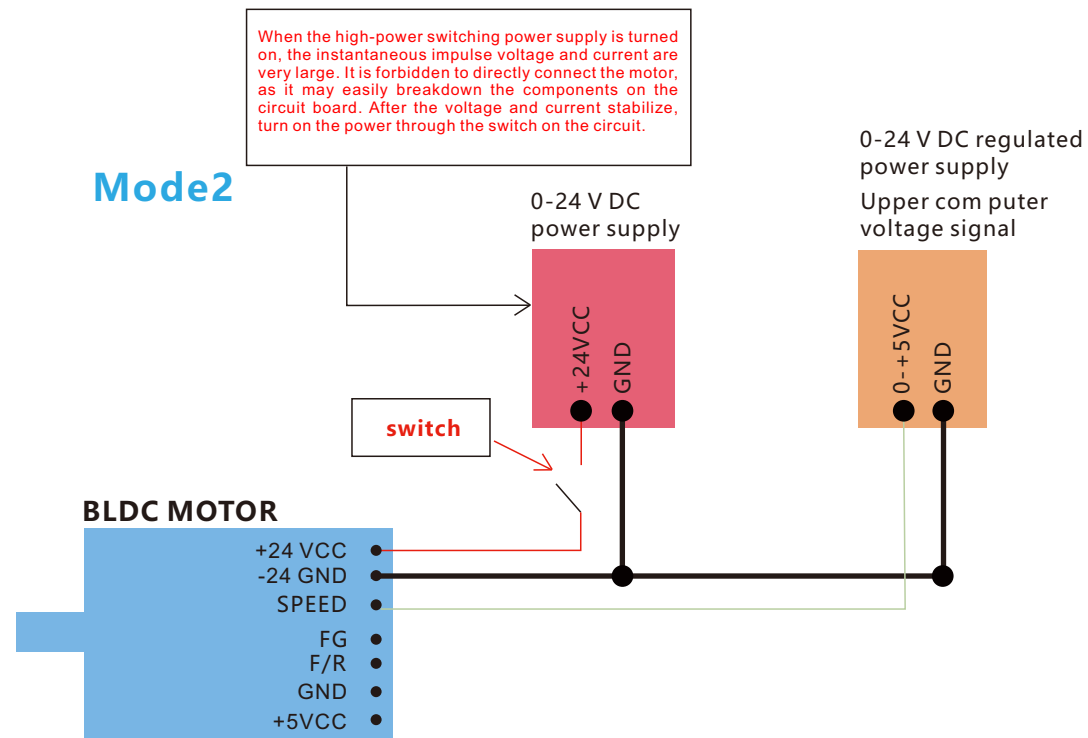 When the high-power switching power supply is turned
on, the instantaneous impulse voltage and current are
very large. It is forbidden to directly connect the motor,
as it may easily breakdown the components on the
circuit board. After the voltage and current stabilize,
turn on the power through the switch on the circuit.
Mode2
0-24 V DC
power supply
0-24 V DC regulated
power supply
Upper com puter
voltage signal
+24VCC
GND
0-+5VCC
GND
switch
BLDC MOTOR
+24 VCC
-24 GND
SPEED
FG
F/R
GND
+5VCC